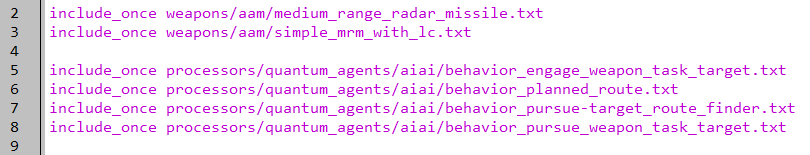 2 include_once weapons/aam/medium_range_radar_missile.txt
3 include_once weapons/aam/simple_mrm_with_lc.txt
4
5 include_once processors/quantum_agents/aiai/behavior_engage_weapon_task_target.txt
6 include_once processors/quantum_agents/aiai/behavior_planned_route.txt
7 include_once processors/quantum_agents/aiai/behavior_pursue-target_route_finder.txt
8 include_once processors/quantum_agents/aiai/behavior_pursue_weapon_task_target.txt
9